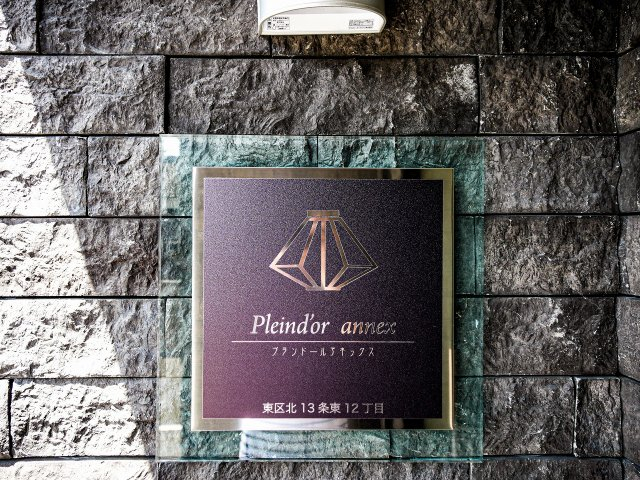 Pleind'or annex
プランドールアネックス
東区北13条東12丁目